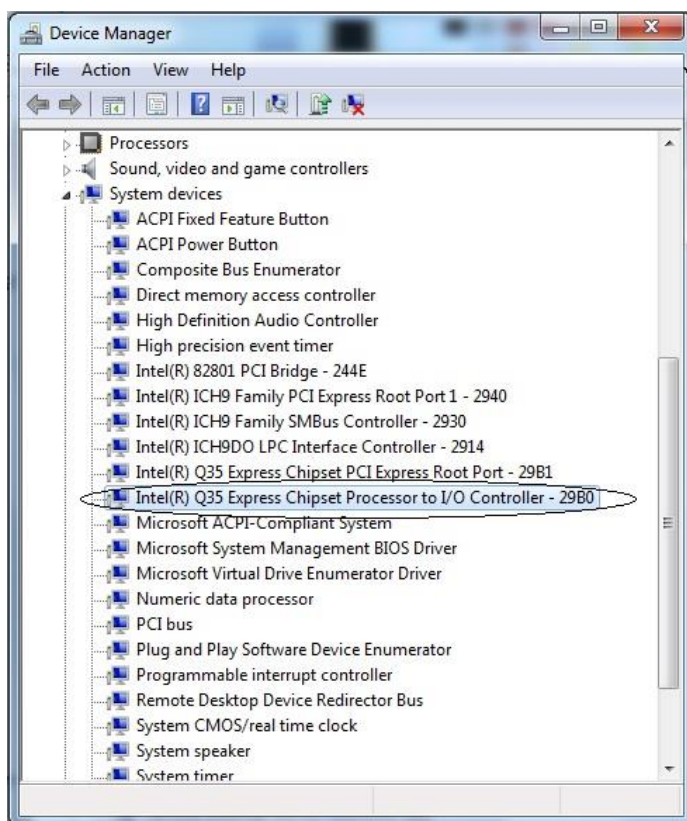 Device Manager
File Action View Help
Processors
Sound, video and game controllers
System devices
ACPI Fixed Feature Button
ACPI Power Button
Composite Bus Enumerator
Direct memory access controller
High Definition Audio Controller
High precision event timer
Intel(R) 82801 PCI Bridge - 244E
Intel(R) ICH9 Family PCI Express Root Port 1 - 2940
Intel(R) ICH9 Family SMBus Controller - 2930
Intel(R) ICH9DO LPC Interface Controller - 2914
Intel(R) Q35 Express Chipset PCI Express Root Port - 29B1
Intel(R) Q35 Express Chipset Processor to I/O Controller - 29B0
Microsoft ACPI-Compliant System
Microsoft System Management BIOS Driver
Microsoft Virtual Drive Enumerator Driver
Numeric data processor
PCI bus
Plug and Play Software Device Enumerator
Programmable interrupt controller
Remote Desktop Device Redirector Bus
System CMOS/real time clock
System speaker
System timer